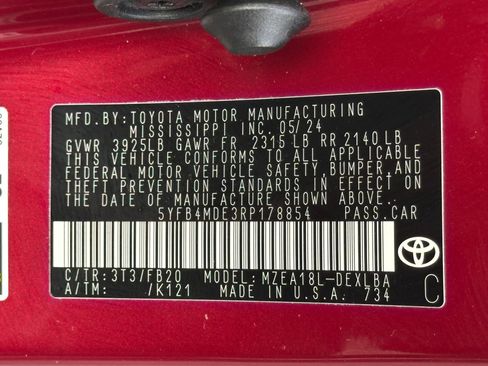 MFD.BY:TOYOTA MOTOR MANUFACTURING
MISSISSIPPI INC. 05/24
GVWR 3925LB GAWR FR 2315 LB RR 2140 LB
THIS VEHICLE CONFORMS TO ALL APPLICABLE
FEDERAL MOTOR VEHICLE SAFETY, BUMPER, AND
THEFT PREVENTION STANDARDS IN EFFECT ON
THE DATE OF MANUFACTURE SHOWN ABOVE.
5YFB4MDE3RP178854 PASS.CAR
C/TR:3T3/FB20 MODEL:MZEA18L-DEXLBA
A/TM: /K121 MADE IN U.S.A. 734
C